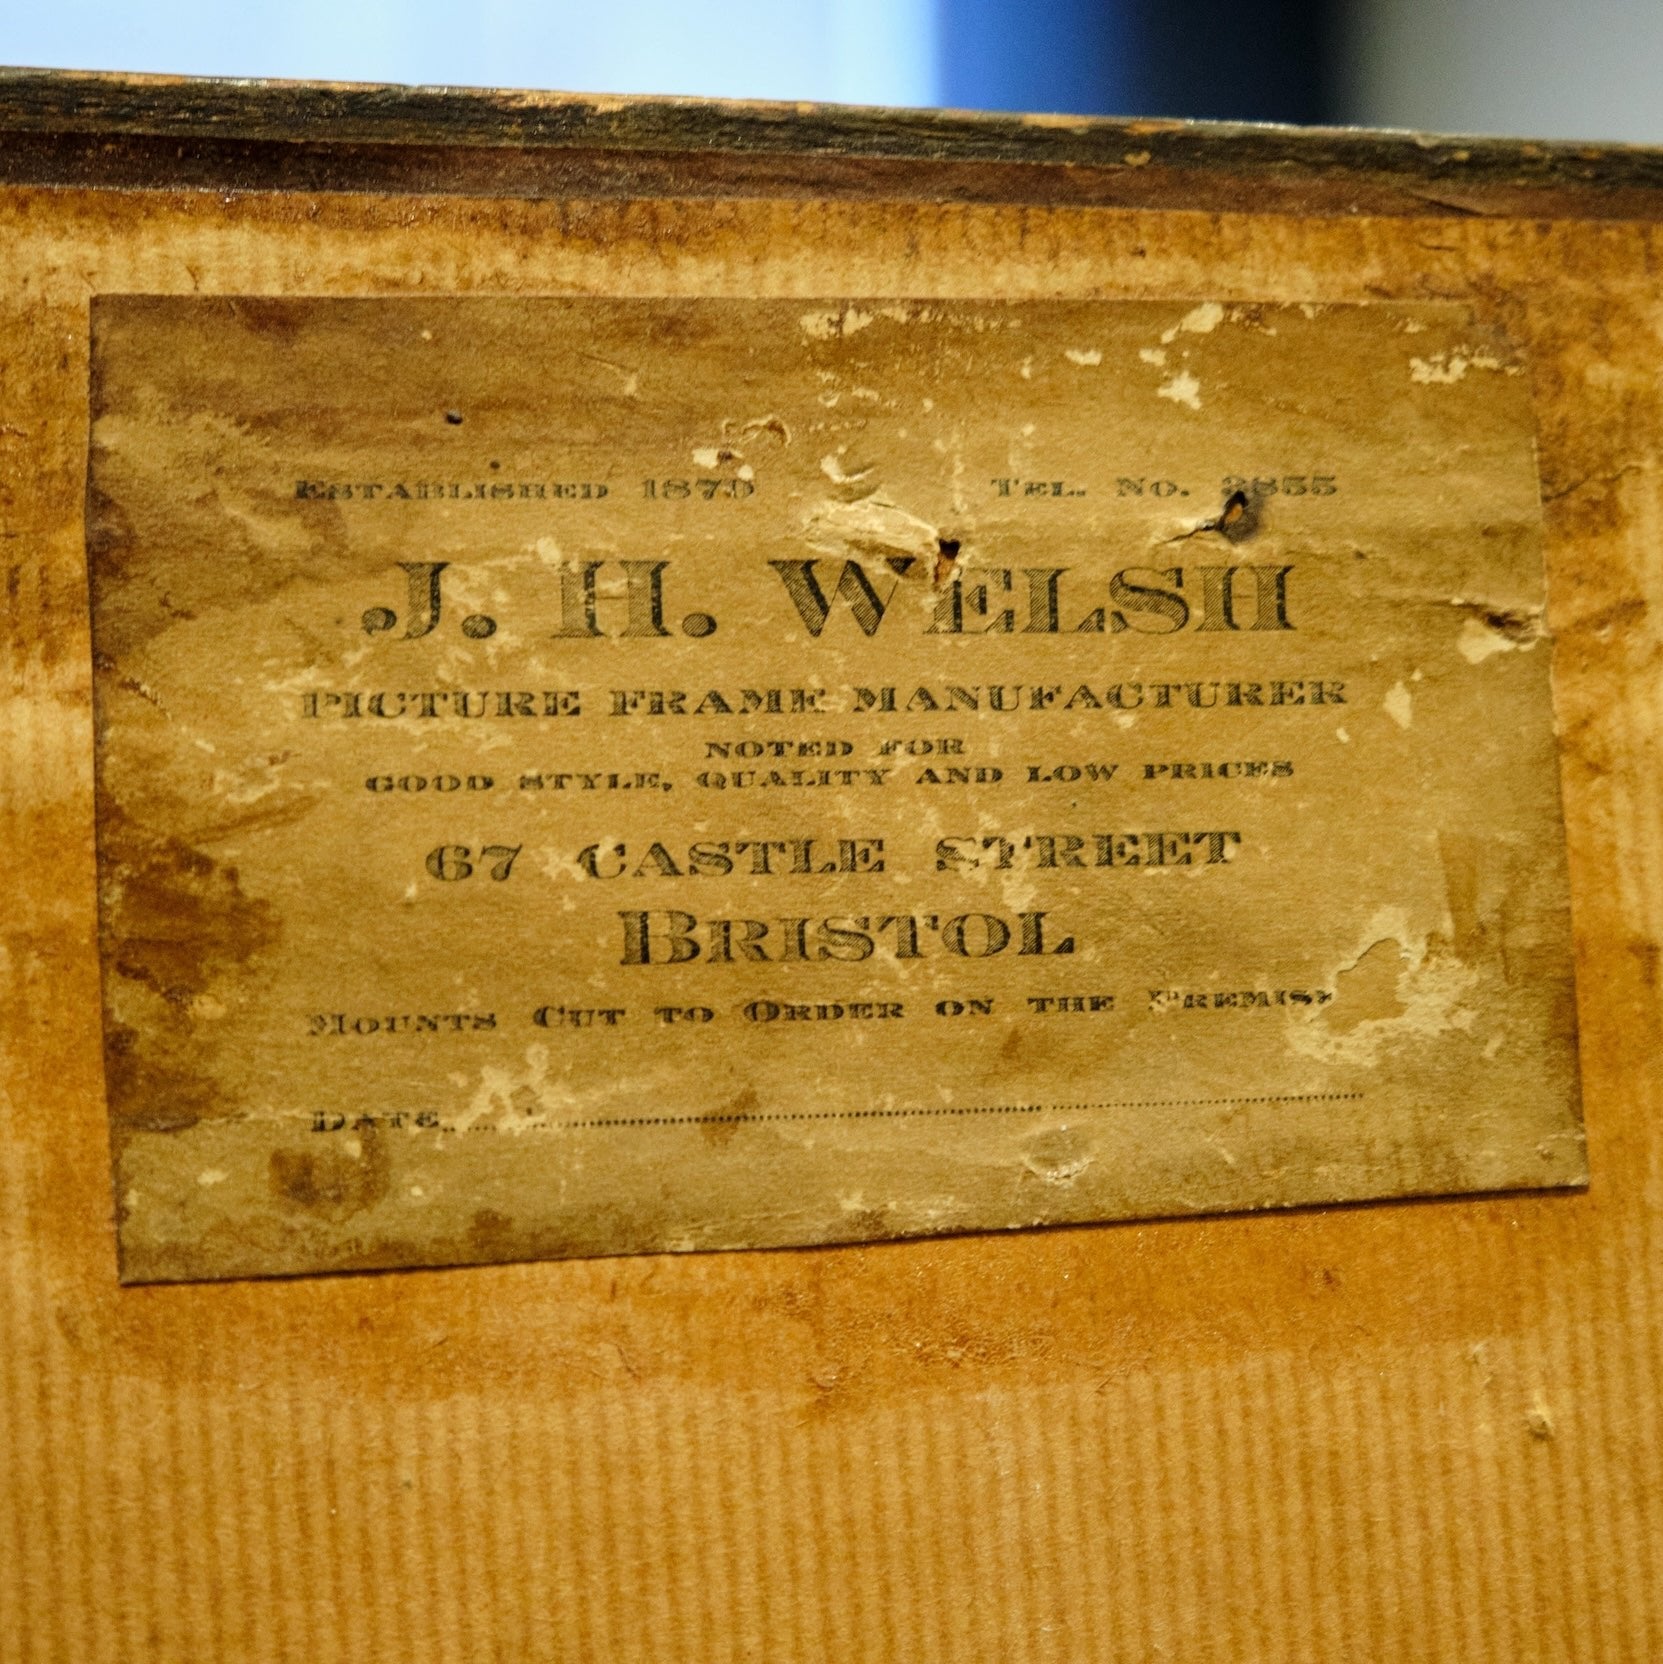 ESTABLISHED 1870 TEL. No.
J. H. WELSH
PICTURE FRAME MANUFACTURER
NOTED FOR
GOOD STYLE, QUALITY AND LOW PRICES
67 CASTLE STREET
BRISTOL
MOUNTS CUT TO ORDER ON THE
DATE